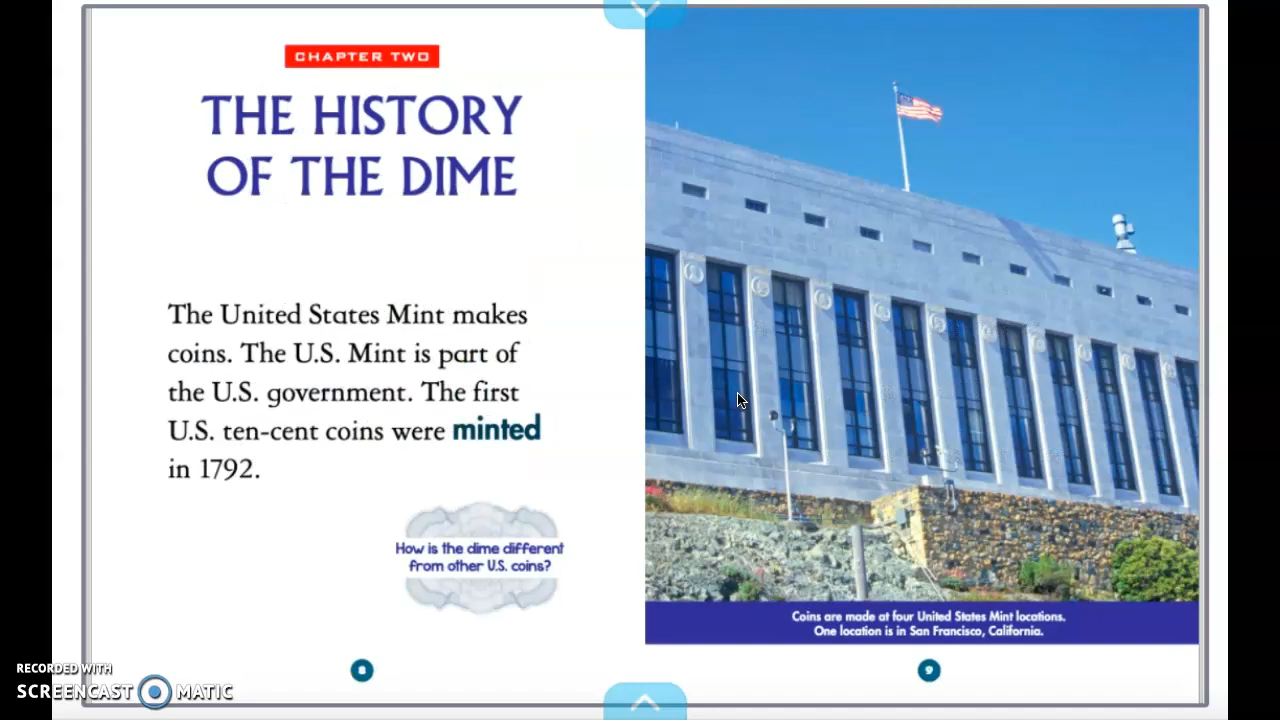 CHAPTER TWO
THE HISTORY
OF THE DIME
The United States Mint makes
coins. The U.S. Mint is part of
the U.S. government. The first
U.S. ten-cent coins were minted
in 1792.
How is the dime different
from other U.S. coins?
8
Coins are made at four United States Mint locations.
One location is in San Francisco, California.
9
RECORDED WITH
SCREENCAST MATIC